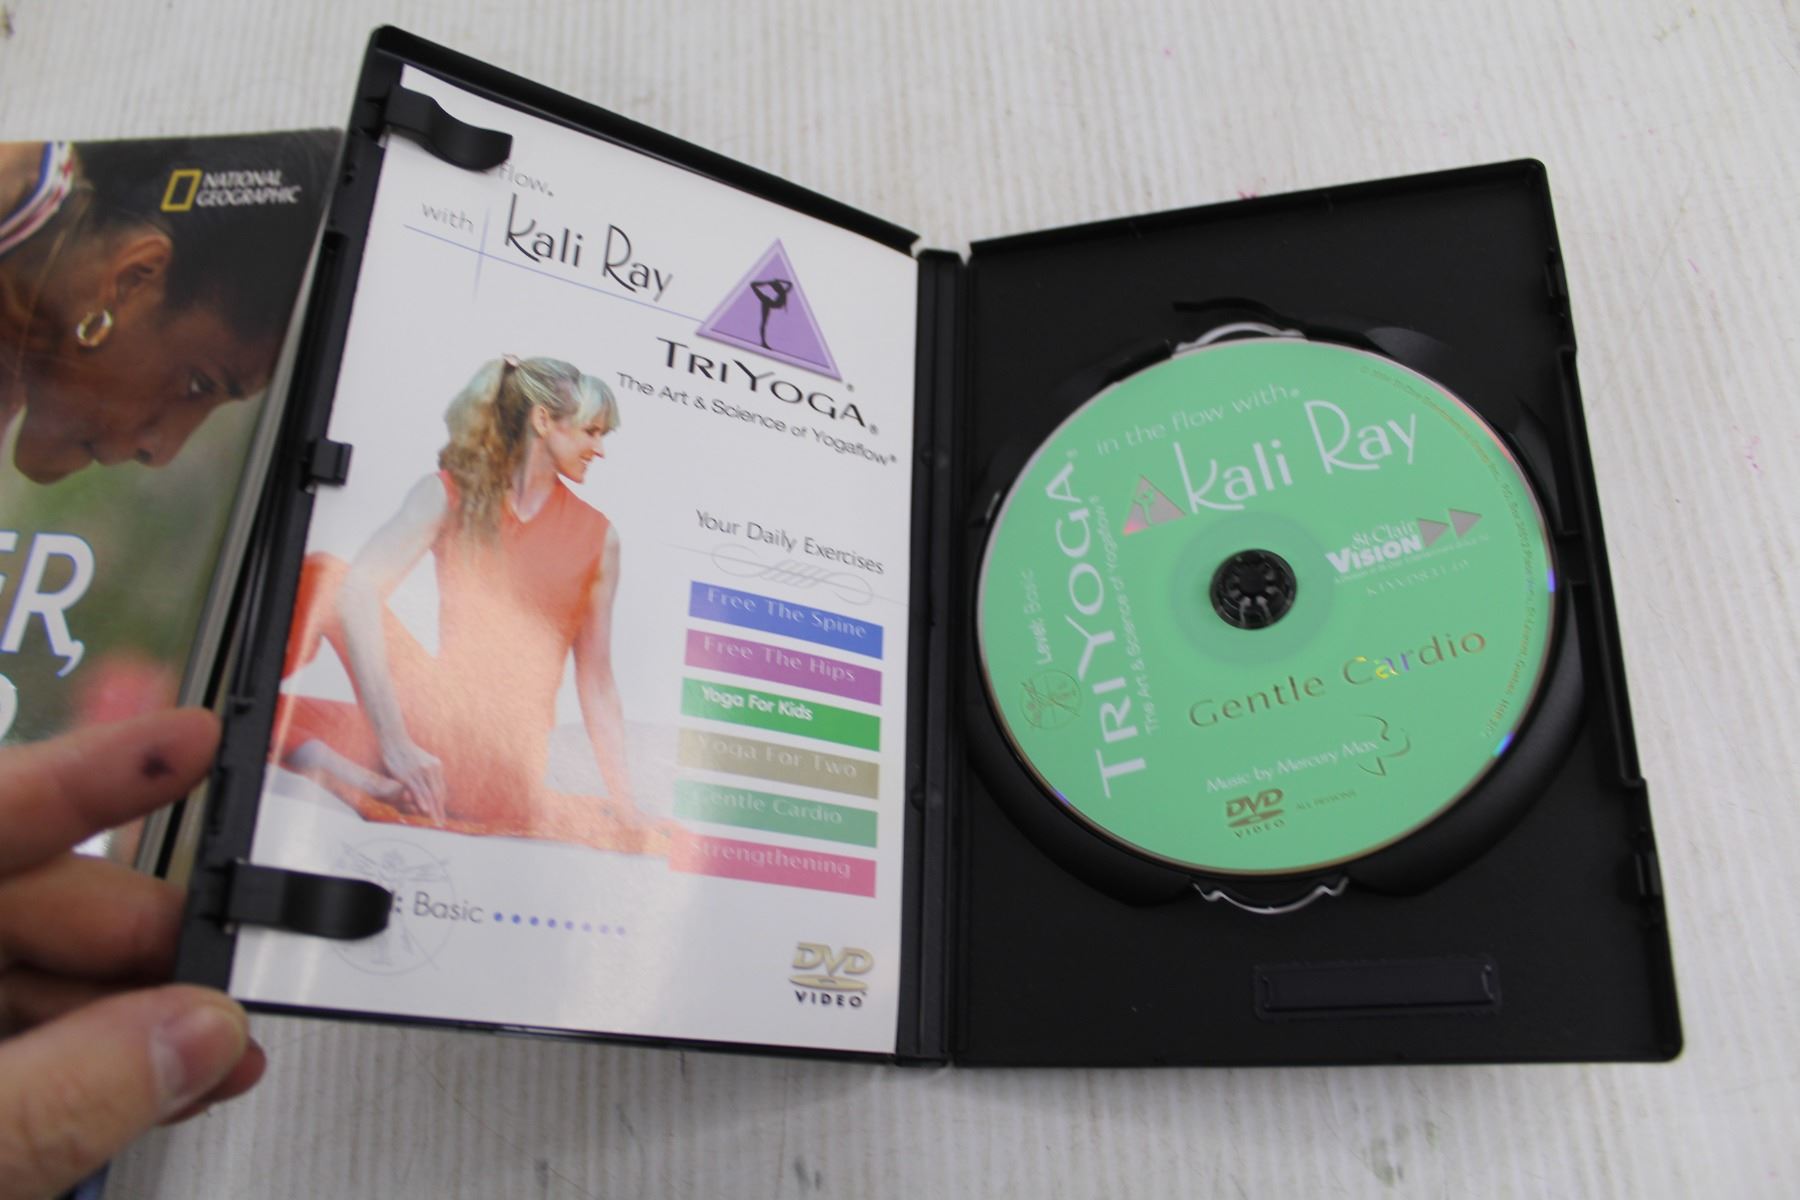 NATIONAL
GEOGRAPHIC
flow.
with Kali Ray
TRIYOGA®
The Art & Science of Yogaflow®
Your Daily Exercises
Free The Spine
Free The Hips
Yoga For Kids
Yoga For Two
Gentle Cardio
Strengthening
Basic
DVD
VIDEO
in the flow with®
Kali Ray
TRIYOGA®
The Art & Science of Yogaflow®
Level: Basic
St. Clair
VISION
Gentle Cardio
Music by Mercury Max
DVD
VIDEO
ALL REGIONS